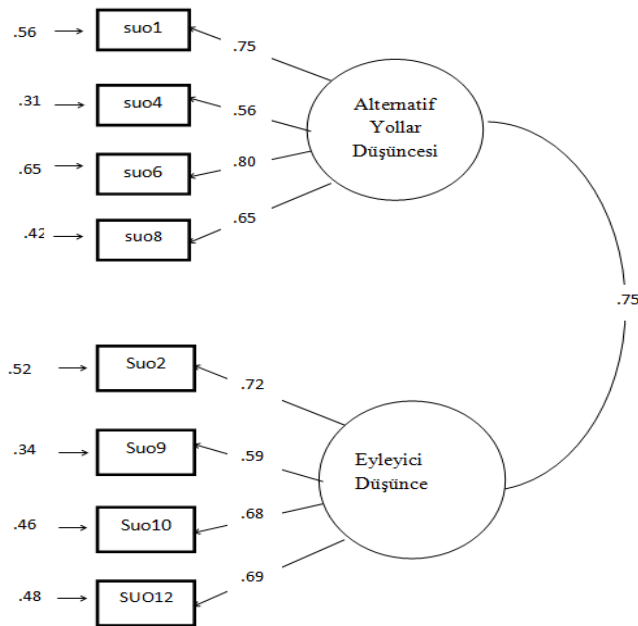 .56
suo1
.75
.31
suo4
.56
Alternatif
Yollar
Düşüncesi
.65
suo6
.80
.42
suo8
.65
.75
.52
Suo2
.72
.34
Suo9
.59
Eyleyici
Düşünce
.46
Suo10
.68
.48
SUO12
.69